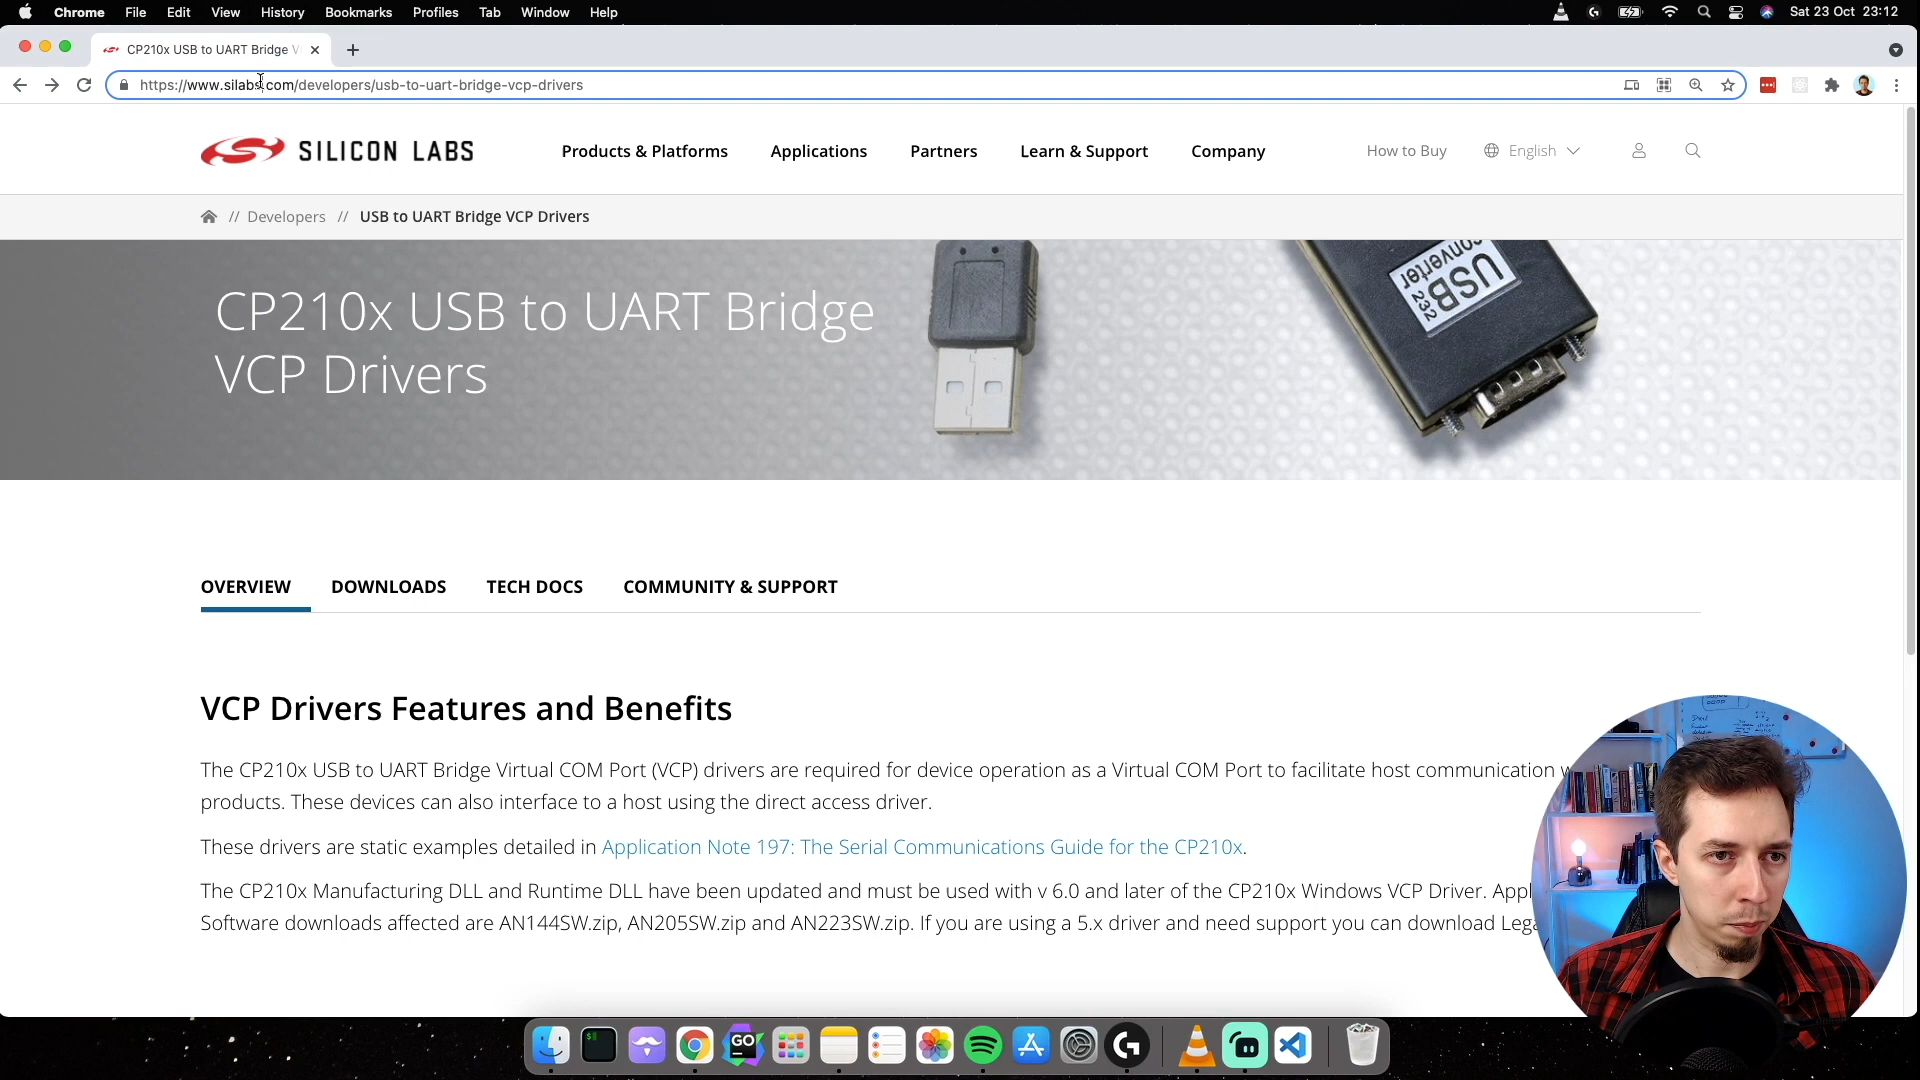 Chrome File Edit View History Bookmarks Profiles Tab Window Help
Sat 23 Oct 23:12
CP210x USB to UART Bridge V
https://www.silabs.com/developers/usb-to-uart-bridge-vcp-drivers
SILICON LABS
Products & Platforms Applications Partners Learn & Support Company How to Buy English
// Developers // USB to UART Bridge VCP Drivers
CP210x USB to UART Bridge
VCP Drivers
USB
232
converter
OVERVIEW DOWNLOADS TECH DOCS COMMUNITY & SUPPORT
VCP Drivers Features and Benefits
The CP210x USB to UART Bridge Virtual COM Port (VCP) drivers are required for device operation as a Virtual COM Port to facilitate host communication w
products. These devices can also interface to a host using the direct access driver.
These drivers are static examples detailed in Application Note 197: The Serial Communications Guide for the CP210x.
The CP210x Manufacturing DLL and Runtime DLL have been updated and must be used with v 6.0 and later of the CP210x Windows VCP Driver. Appl
Software downloads affected are AN144SW.zip, AN205SW.zip and AN223SW.zip. If you are using a 5.x driver and need support you can download Lega
GO